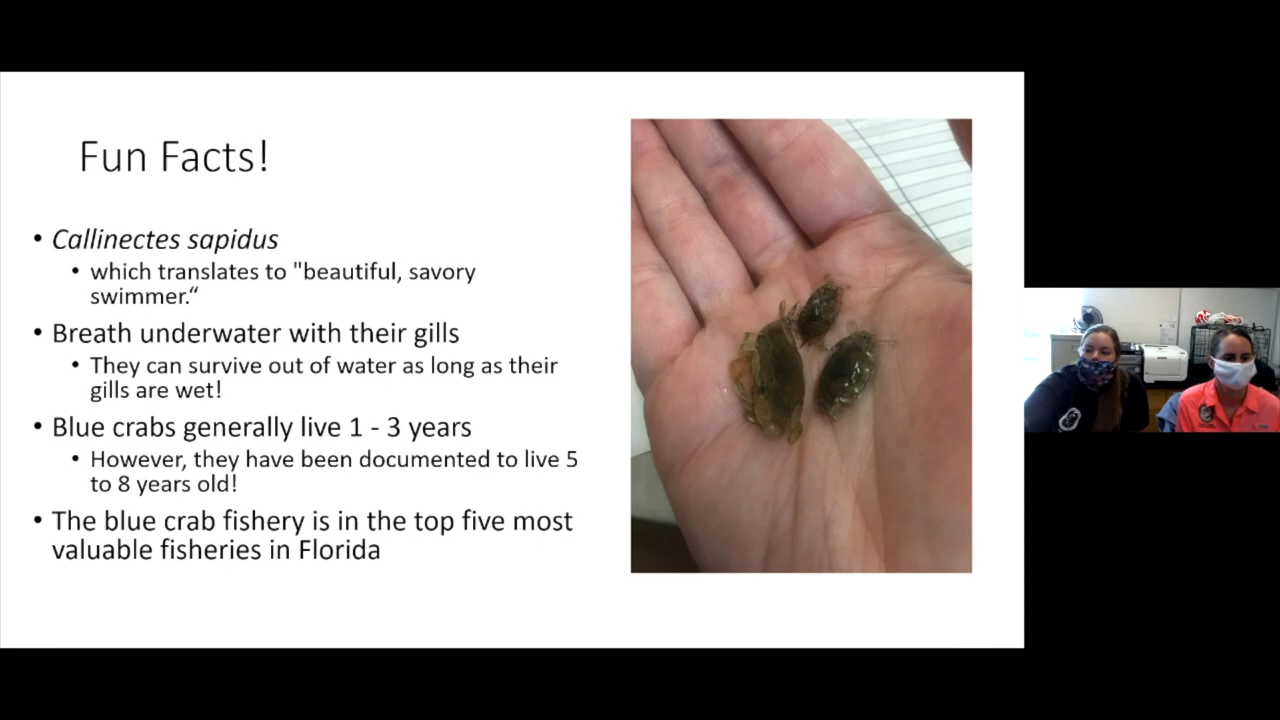 Fun Facts!
• Callinectes sapidus
• which translates to "beautiful, savory
swimmer.“
• Breath underwater with their gills
• They can survive out of water as long as their
gills are wet!
• Blue crabs generally live 1 - 3 years
• However, they have been documented to live 5
to 8 years old!
• The blue crab fishery is in the top five most
valuable fisheries in Florida